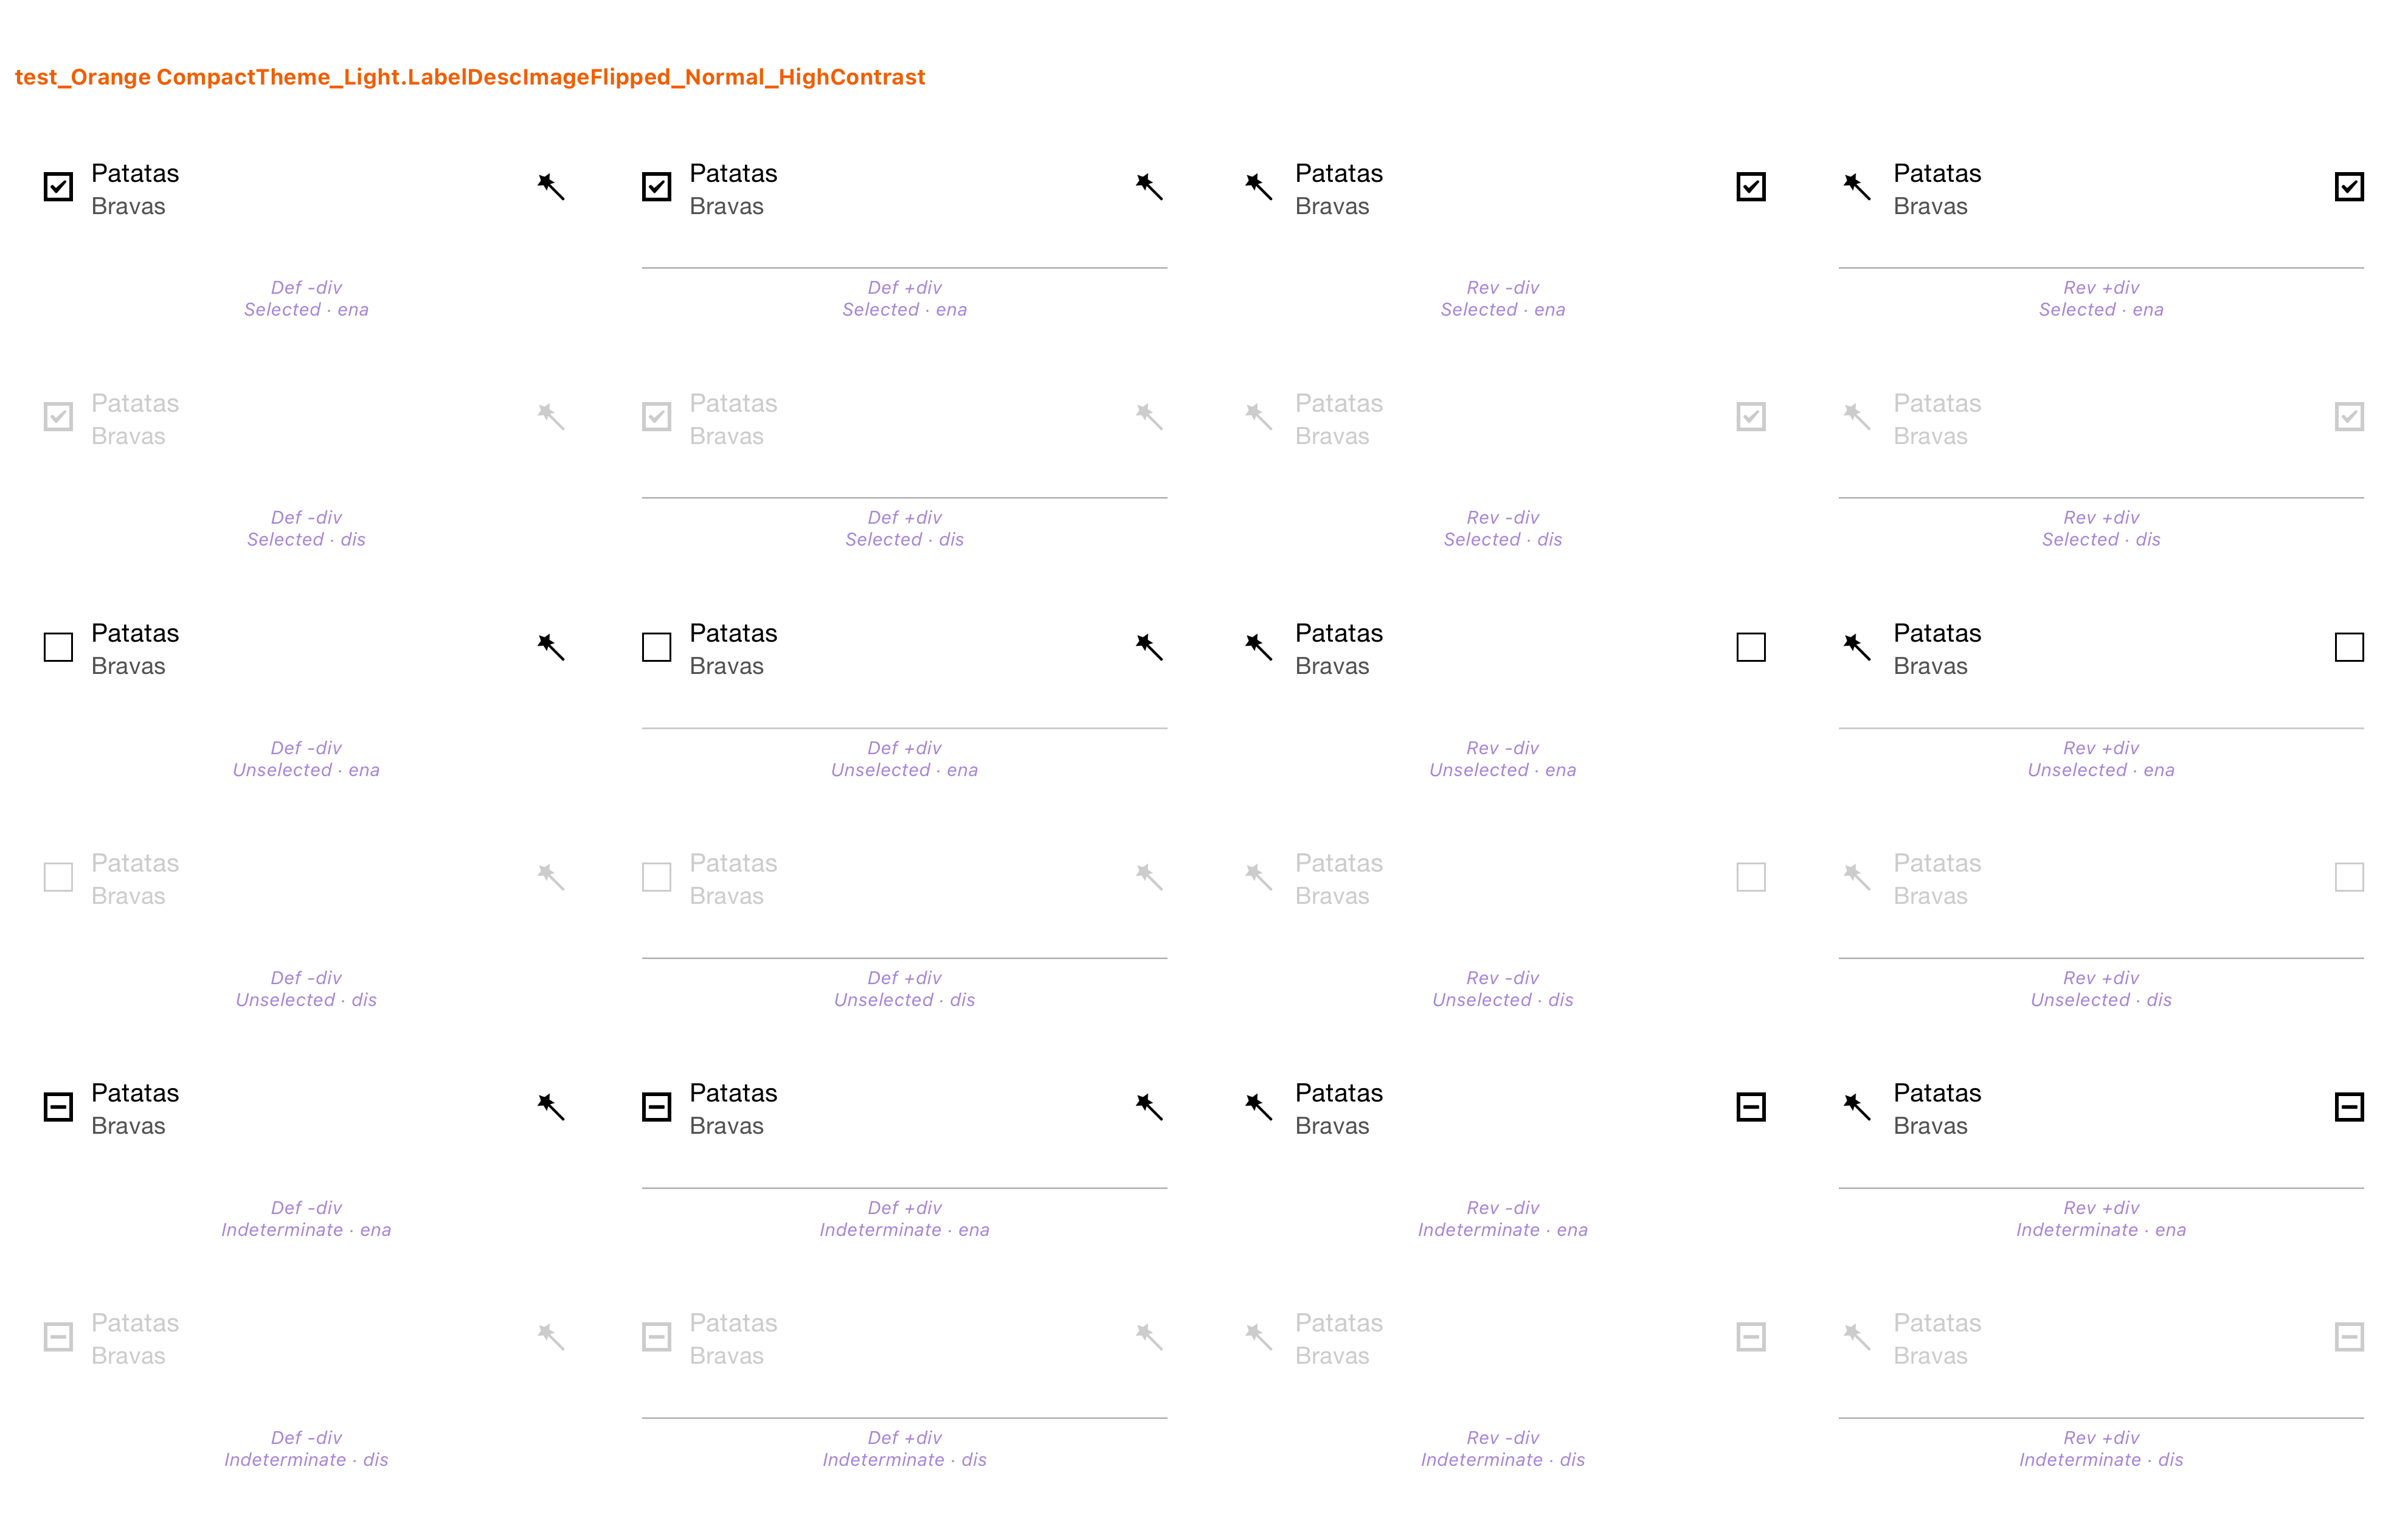 test_Orange CompactTheme_Light.LabelDescImageFlipped_Normal_HighContrast
Patatas
Bravas
Def -div
Selected · ena
Patatas
Bravas
Def +div
Selected · ena
Patatas
Bravas
Rev -div
Selected · ena
Patatas
Bravas
Rev +div
Selected · ena
Patatas
Bravas
Def -div
Selected · dis
Patatas
Bravas
Def +div
Selected · dis
Patatas
Bravas
Rev -div
Selected · dis
Patatas
Bravas
Rev +div
Selected · dis
Patatas
Bravas
Def -div
Unselected · ena
Patatas
Bravas
Def +div
Unselected · ena
Patatas
Bravas
Rev -div
Unselected · ena
Patatas
Bravas
Rev +div
Unselected · ena
Patatas
Bravas
Def -div
Unselected · dis
Patatas
Bravas
Def +div
Unselected · dis
Patatas
Bravas
Rev -div
Unselected · dis
Patatas
Bravas
Rev +div
Unselected · dis
Patatas
Bravas
Def -div
Indeterminate · ena
Patatas
Bravas
Def +div
Indeterminate · ena
Patatas
Bravas
Rev -div
Indeterminate · ena
Patatas
Bravas
Rev +div
Indeterminate · ena
Patatas
Bravas
Def -div
Indeterminate · dis
Patatas
Bravas
Def +div
Indeterminate · dis
Patatas
Bravas
Rev -div
Indeterminate · dis
Patatas
Bravas
Rev +div
Indeterminate · dis